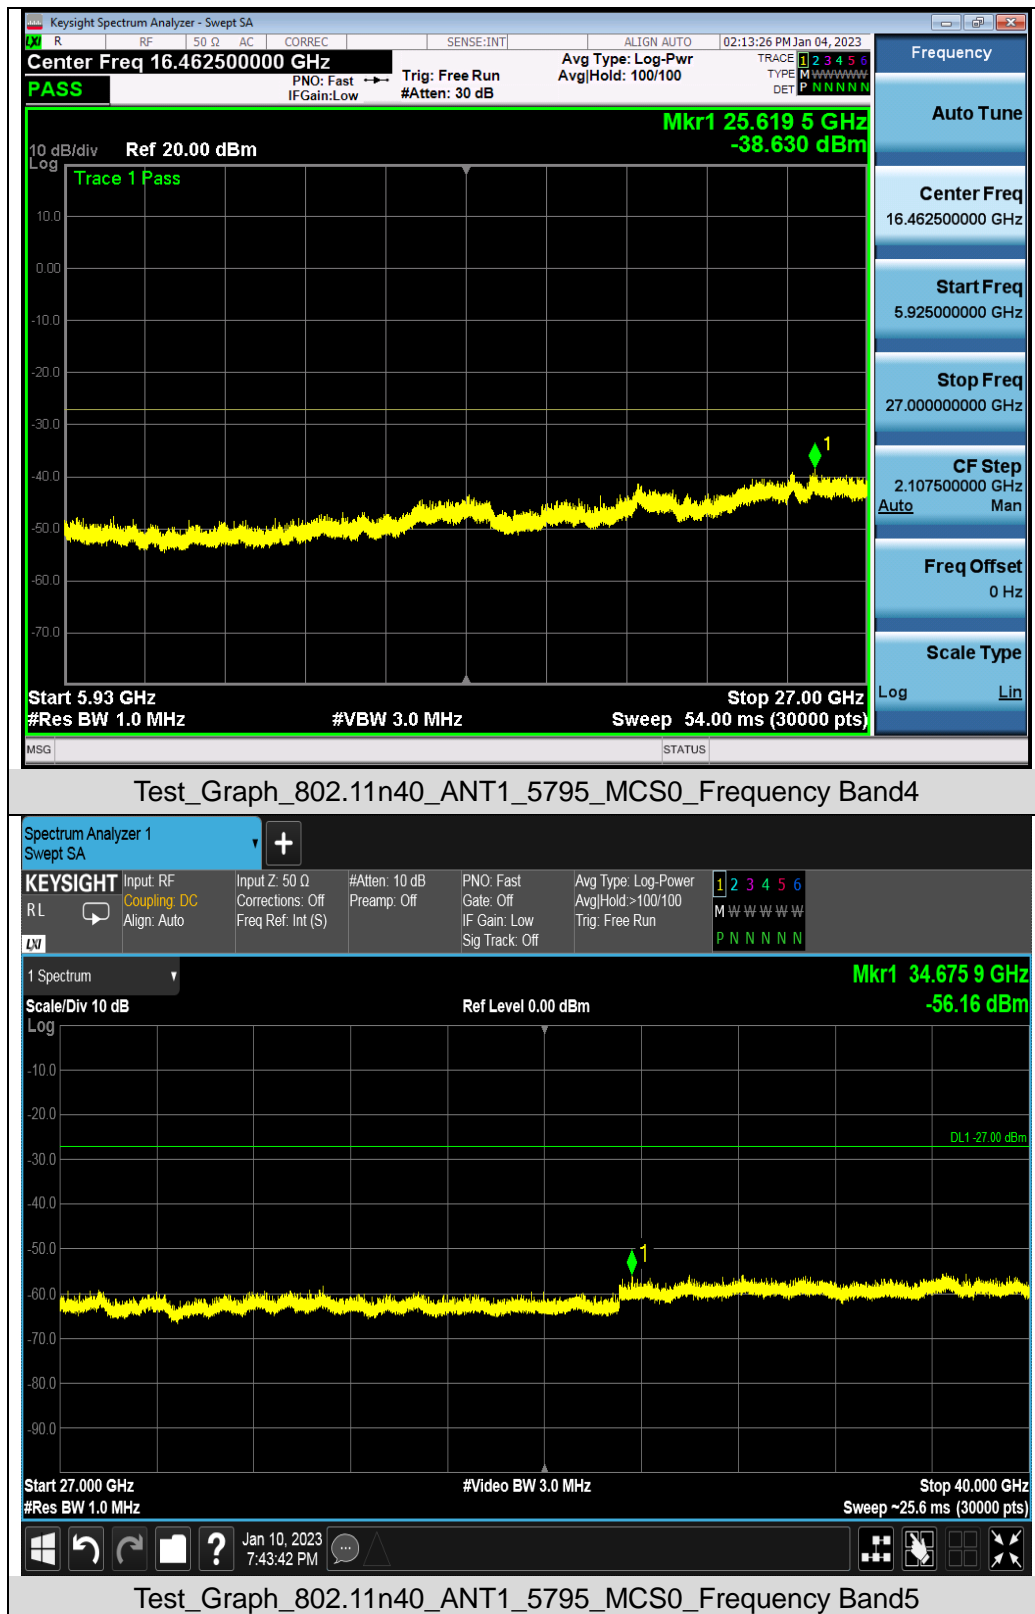 Keysight Spectrum Analyzer - Swept SA
LXI R RF 50 Ω AC CORREC SENSE:INT ALIGN AUTO 02:13:26 PM Jan 04, 2023
Center Freq 16.462500000 GHz
PASS
PNO: Fast
IFGain:Low
Trig: Free Run
#Atten: 30 dB
Avg Type: Log-Pwr
Avg|Hold: 100/100
TRACE 1 2 3 4 5 6
TYPE M W W W W W
DET P N N N N N
Mkr1 25.619 5 GHz
-38.630 dBm
10 dB/div Ref 20.00 dBm
Log
Trace 1 Pass
10.0
0.00
-10.0
-20.0
-30.0
1
-40.0
-50.0
-60.0
-70.0
Start 5.93 GHz Stop 27.00 GHz
#Res BW 1.0 MHz #VBW 3.0 MHz Sweep 54.00 ms (30000 pts)
MSG STATUS
Frequency
Auto Tune
Center Freq
16.462500000 GHz
Start Freq
5.925000000 GHz
Stop Freq
27.000000000 GHz
CF Step
2.107500000 GHz
Auto Man
Freq Offset
0 Hz
Scale Type
Log Lin
Test_Graph_802.11n40_ANT1_5795_MCS0_Frequency Band4
Spectrum Analyzer 1
Swept SA
+
KEYSIGHT
R L
LXI
Input: RF
Coupling: DC
Align: Auto
Input Z: 50 Ω
Corrections: Off
Freq Ref: Int (S)
#Atten: 10 dB
Preamp: Off
PNO: Fast
Gate: Off
IF Gain: Low
Sig Track: Off
Avg Type: Log-Power
Avg|Hold:>100/100
Trig: Free Run
1 2 3 4 5 6
M W W W W W
P N N N N N
1 Spectrum
Mkr1 34.675 9 GHz
Scale/Div 10 dB Ref Level 0.00 dBm -56.16 dBm
Log
-10.0
-20.0
DL1 -27.00 dBm
-30.0
-40.0
-50.0
1
-60.0
-70.0
-80.0
-90.0
Start 27.000 GHz #Video BW 3.0 MHz Stop 40.000 GHz
#Res BW 1.0 MHz Sweep ~25.6 ms (30000 pts)
?
Jan 10, 2023
7:43:42 PM
Test_Graph_802.11n40_ANT1_5795_MCS0_Frequency Band5